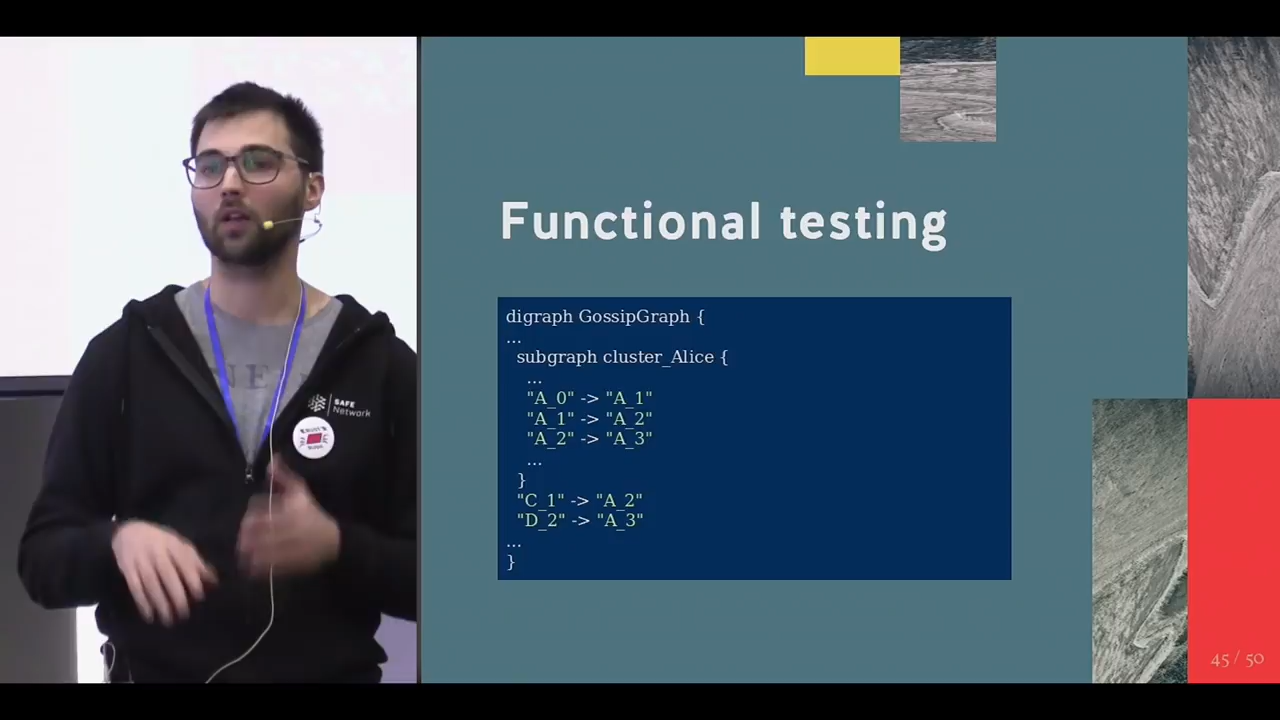 NE
SAFE
Network
Functional testing
digraph GossipGraph {
...
subgraph cluster_Alice {
...
"A_0" -> "A_1"
"A_1" -> "A_2"
"A_2" -> "A_3"
...
}
"C_1" -> "A_2"
"D_2" -> "A_3"
...
}
45 / 50